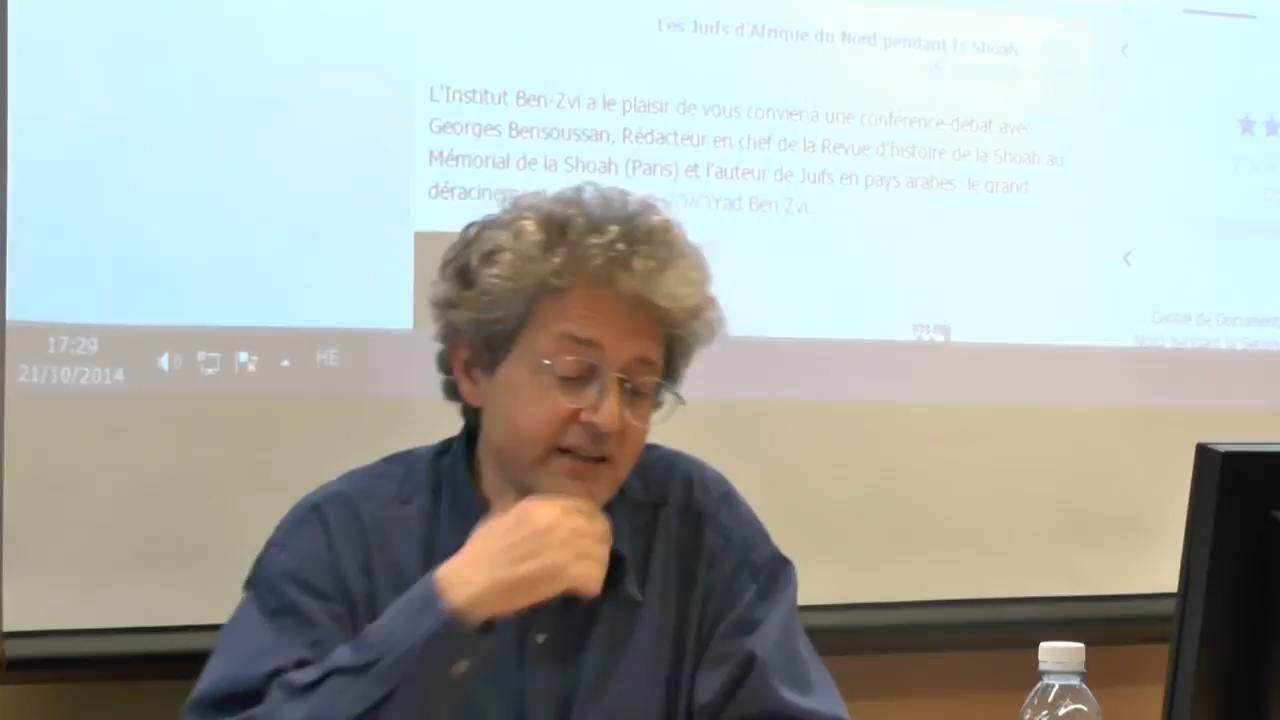 Les Juifs d'Afrique du Nord pendant la Shoah
L'Institut Ben-Zvi a le plaisir de vous convier à une conférence-débat avec
Georges Bensoussan, Rédacteur en chef de la Revue d'histoire de la Shoah au
Mémorial de la Shoah (Paris) et l'auteur de Juifs en pays arabes: le grand
Yad Ben Zvi.
17:29
HE
21/10/2014